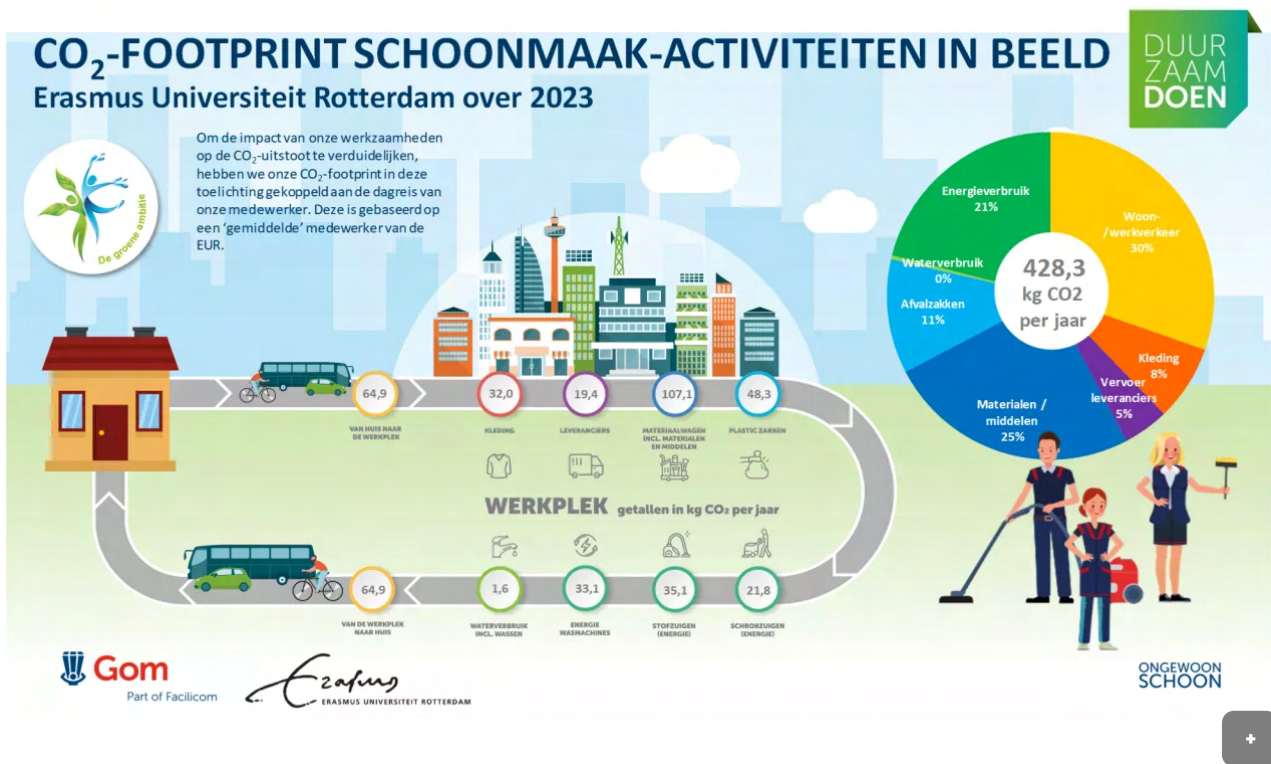 CO₂-FOOTPRINT SCHOONMAAK-ACTIVITEITEN IN BEELD
Erasmus Universiteit Rotterdam over 2023
DUUR
ZAAM
DOEN
De groene ambitie
Om de impact van onze werkzaamheden
op de CO₂-uitstoot te verduidelijken,
hebben we onze CO₂-footprint in deze
toelichting gekoppeld aan de dagreis van
onze medewerker. Deze is gebaseerd op
een ‘gemiddelde’ medewerker van de
EUR.
Energieverbruik
21%
Woon-
/werkverkeer
30%
Waterverbruik
0%
Afvalzakken
11%
428,3
kg CO2
per jaar
Kleding
8%
Vervoer
leveranciers
5%
Materialen /
middelen
25%
64,9
VAN HUIS NAAR
DE WERKPLEK
32,0
KLEDING
19,4
LEVERANCIERS
107,1
MATERIAALWAGEN
INCL. MATERIALEN
EN MIDDELEN
48,3
PLASTIC ZAKKEN
WERKPLEK getallen in kg CO₂ per jaar
64,9
VAN DE WERKPLEK
NAAR HUIS
1,6
WATERVERBRUIK
INCL. WASSEN
33,1
ENERGIE
WASMACHINES
35,1
STOFZUIGEN
(ENERGIE)
21,8
SCHROBZUIGEN
(ENERGIE)
Gom
Part of Facilicom
Erasmus
ERASMUS UNIVERSITEIT ROTTERDAM
ONGEWOON
SCHOON
+